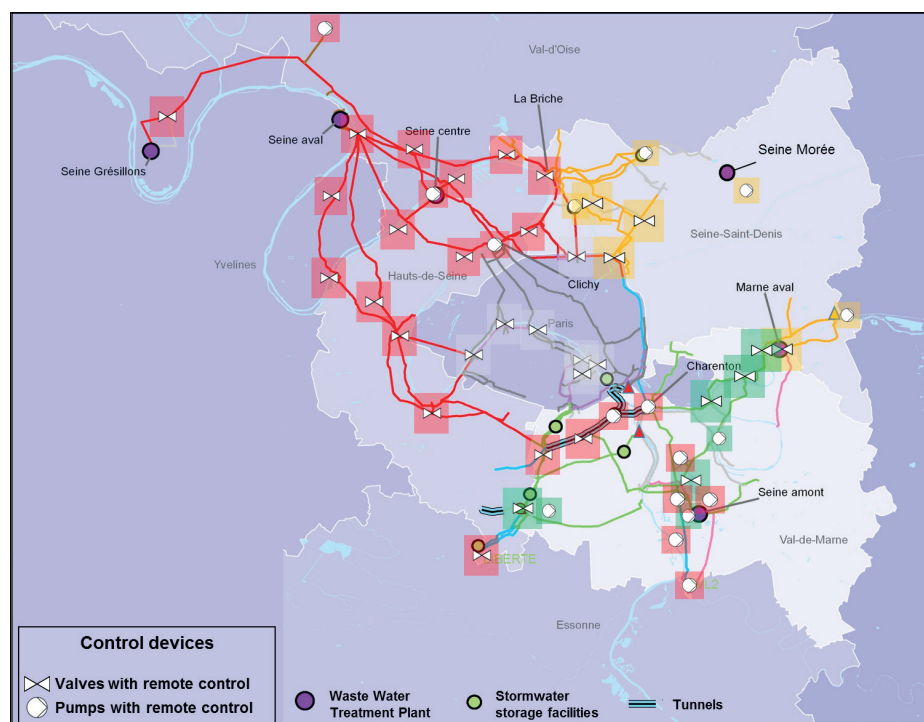 Val-d'Oise
La Briche
Seine aval
Seine centre
Seine Morée
Seine Grésillons
Seine-Saint-Denis
Yvelines
Hauts-de-Seine
Clichy
Marne aval
Paris
Charenton
Seine amont
Val-de-Marne
Essonne
Control devices
Valves with remote control
Pumps with remote control
Waste Water
Treatment Plant
Stormwater
storage facilities
Tunnels